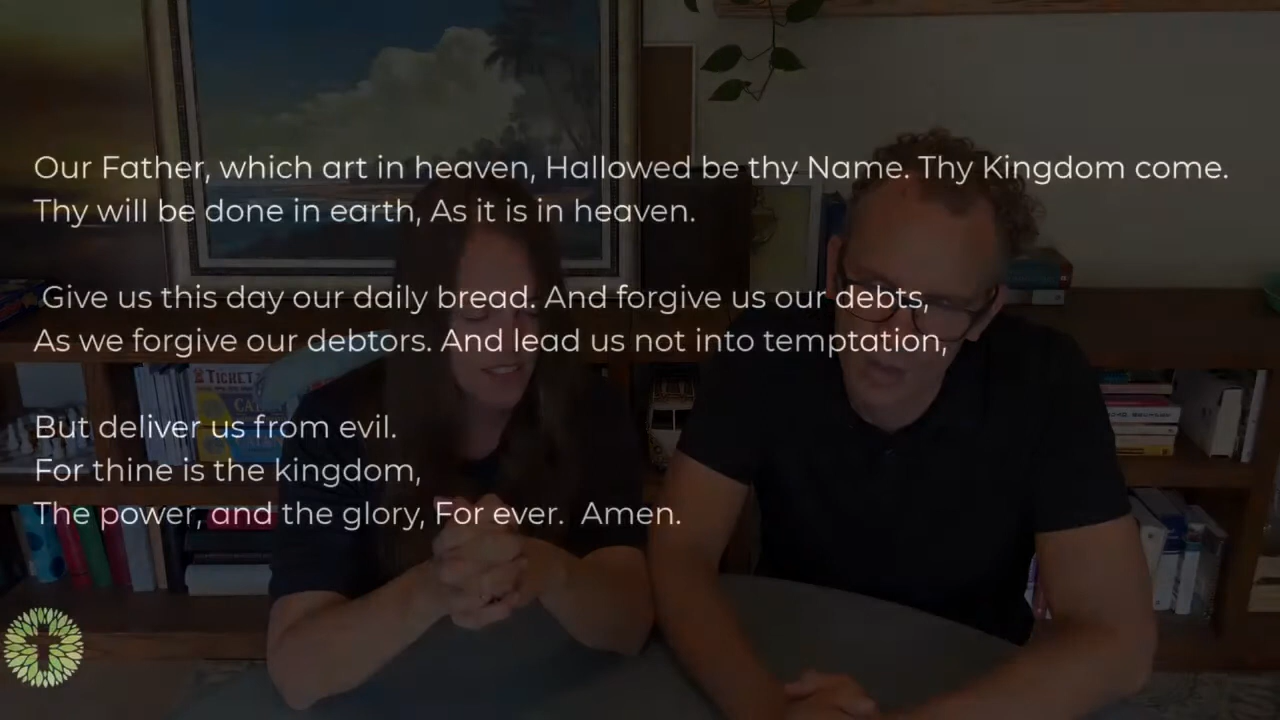 Our Father, which art in heaven, Hallowed be thy Name. Thy Kingdom come.
Thy will be done in earth, As it is in heaven.
Give us this day our daily bread. And forgive us our debts,
As we forgive our debtors. And lead us not into temptation,
But deliver us from evil.
For thine is the kingdom,
The power, and the glory, For ever. Amen.
TICKET